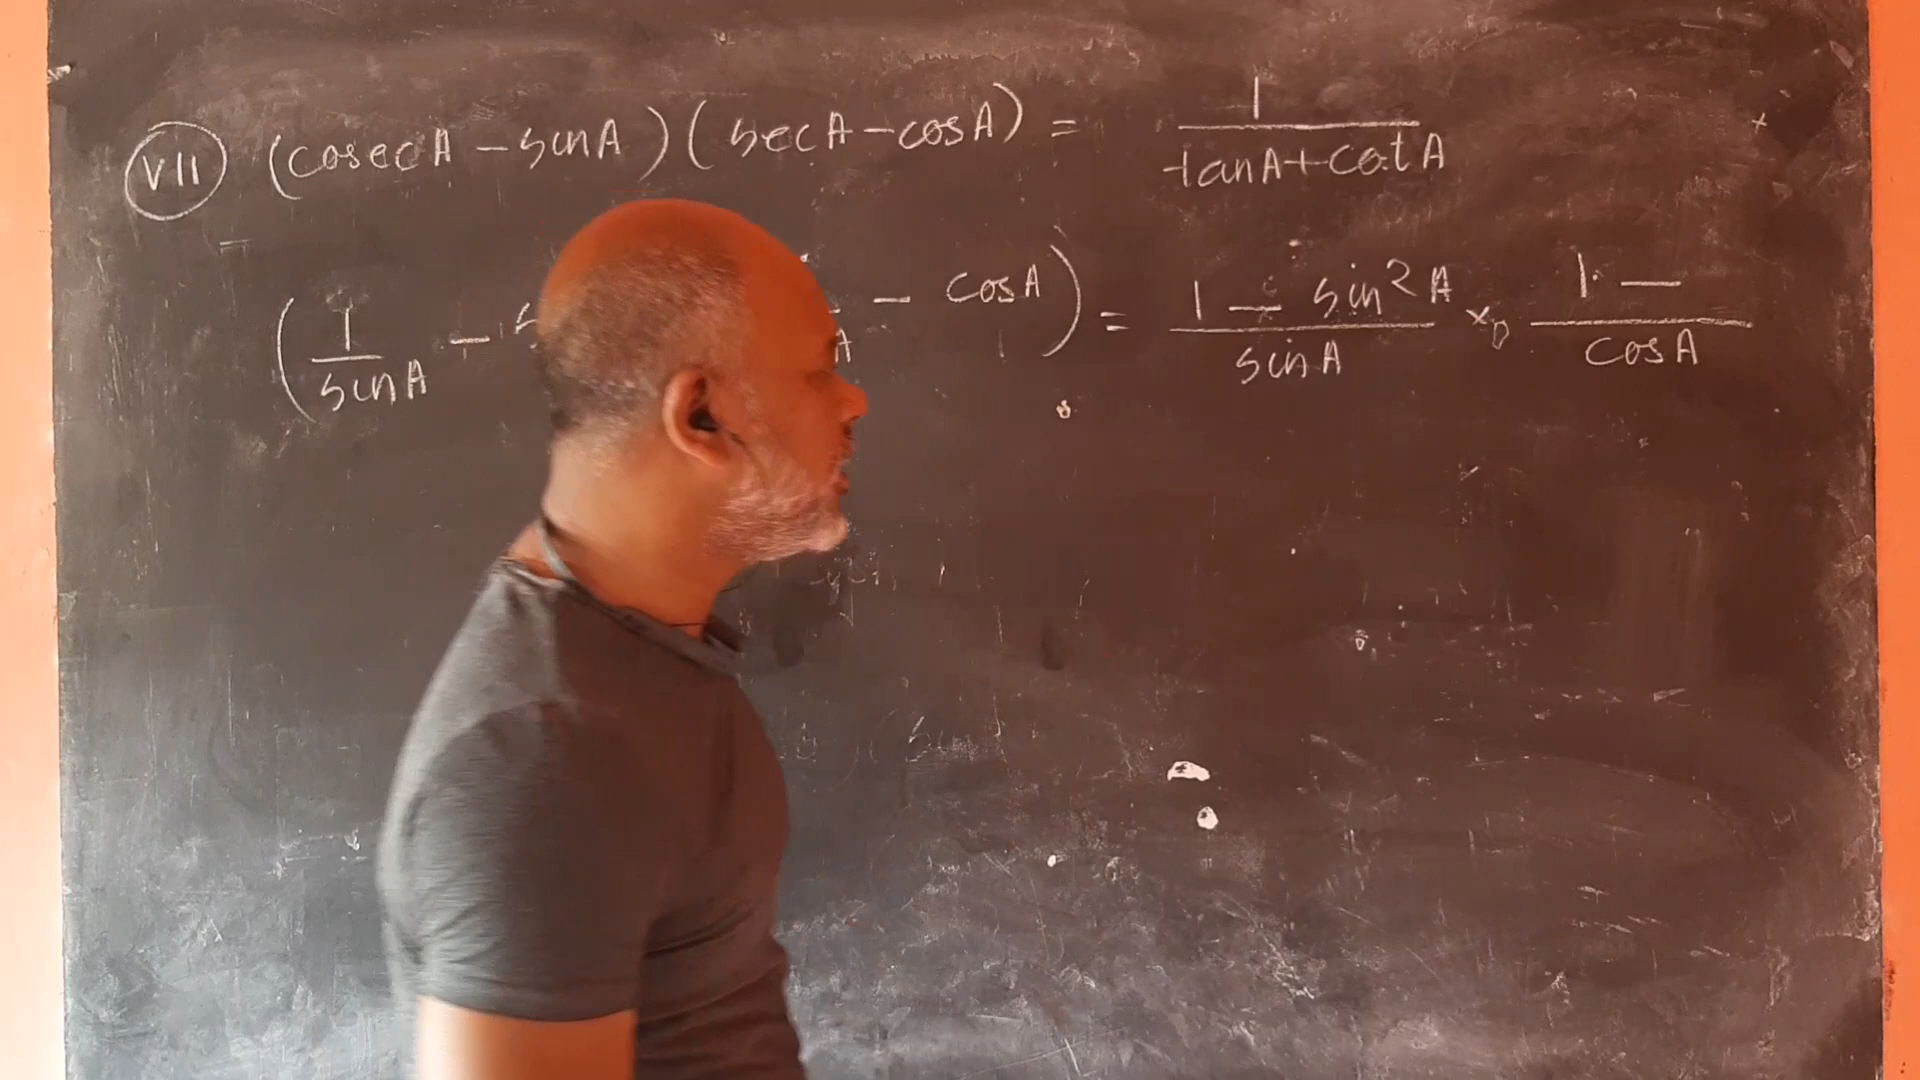 VII (cosecA - sinA)(secA - cosA) = 1/(tanA + cotA)
(1/sinA - - cosA) = (1 - sin²A)/sinA × (1 -)/cosA